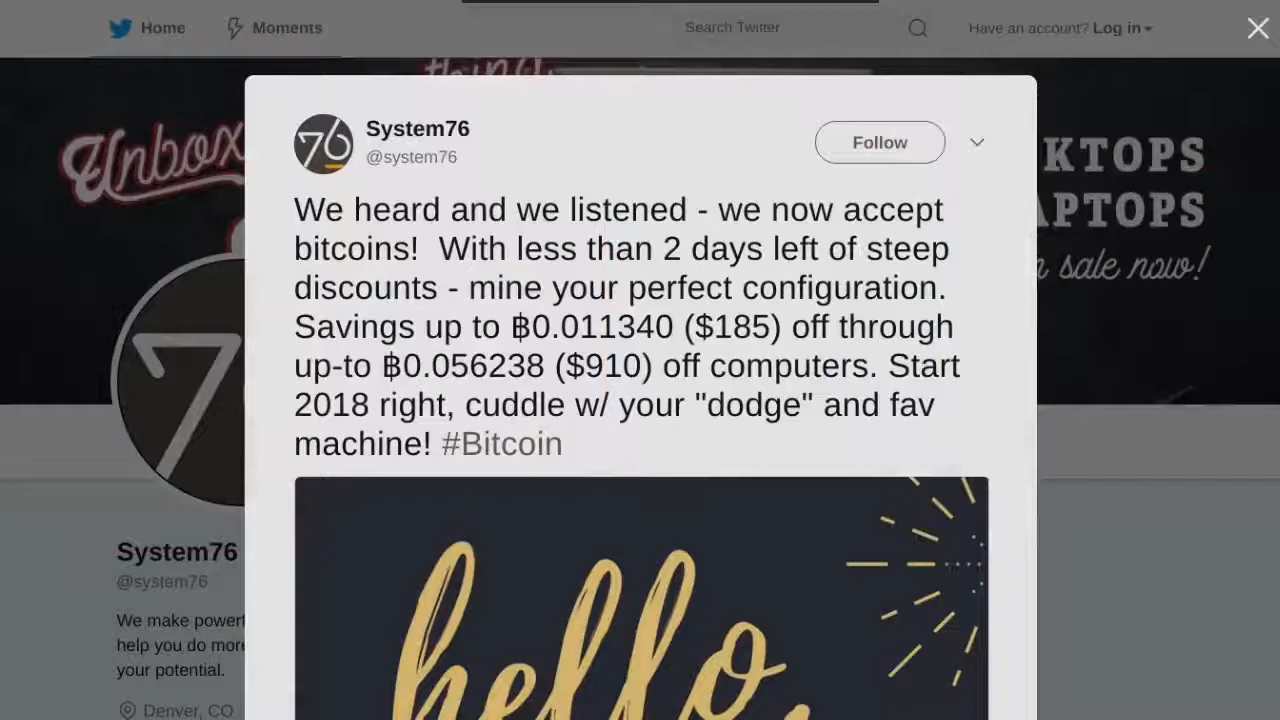 Home
Moments
Search Twitter
Have an account? Log in
Unbox
KTOPS
APTOPS
sale now!
System76
@system76
Follow
We heard and we listened - we now accept
bitcoins!  With less than 2 days left of steep
discounts - mine your perfect configuration.
Savings up to ฿0.011340 ($185) off through
up-to ฿0.056238 ($910) off computers. Start
2018 right, cuddle w/ your "dodge" and fav
machine! #Bitcoin
hello,
76
7
System76
@system76
We make powerf
help you do more
your potential.
Denver, CO